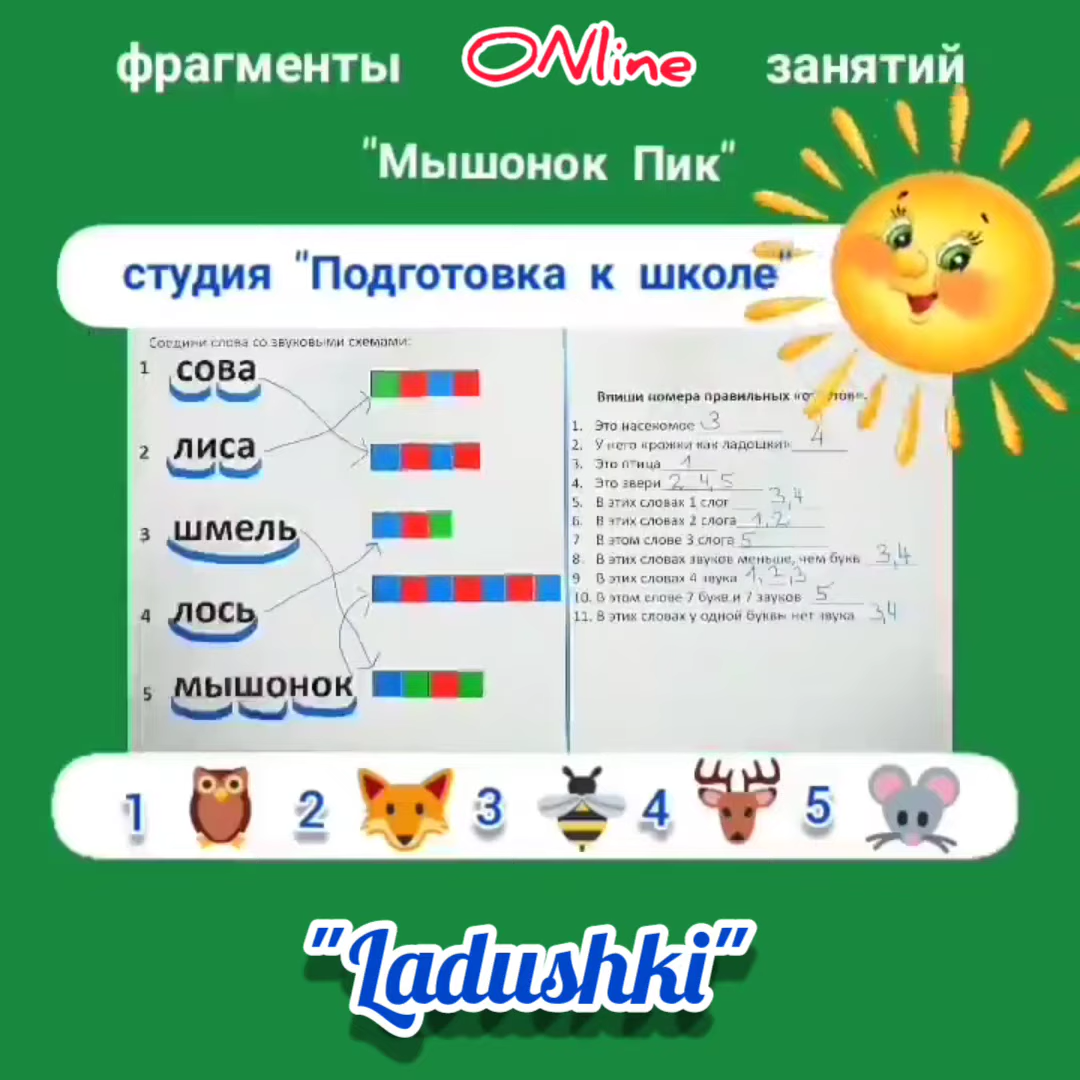 фрагменты ONline занятий
"Мышонок Пик"
студия "Подготовка к школе"
Соедини слова со звуковыми схемами:
1 сова
2 лиса
3 шмель
4 лось
5 мышонок
Впиши номера правильных
1. Это насекомое 3
2. У него крожки как ладошки 4
3. Это птица 1
4. Это звери 2 4, 5
5. В этих словах 1 слог 3,4
6. В этих словах 2 слога 1,2
7 В этом слове 3 слога 5
8. В этих словах звуков меньше, чем букв 3,4
9 В этих словах 4 звука 1, 2,3
10. В этом слове 7 букв и 7 звуков 5
11. В этих словах у одной буквы нет звука 3,4
1 2 3 4 5
"Ladushki"